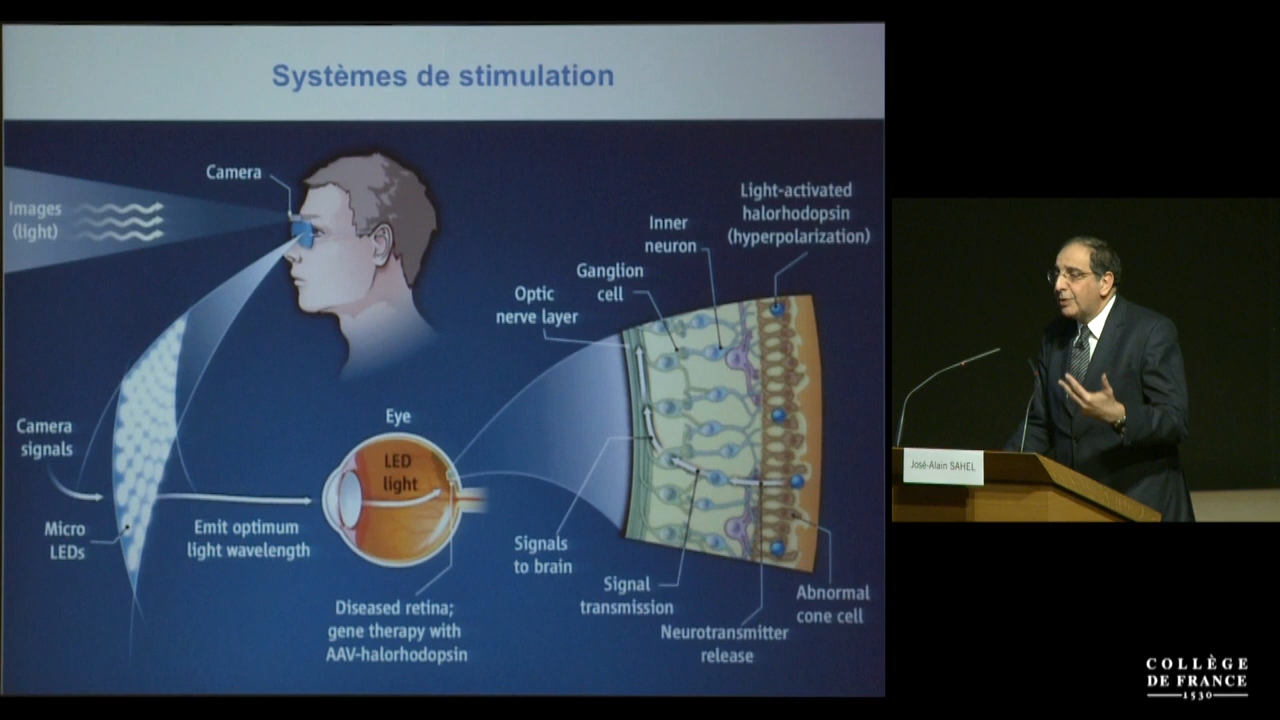 Systèmes de stimulation
Camera
Images
(light)
Light-activated
halorhodopsin
(hyperpolarization)
Inner
neuron
Ganglion
cell
Optic
nerve layer
Camera
signals
Eye
LED
light
Micro
LEDs
Emit optimum
light wavelength
Signals
to brain
Signal
transmission
Abnormal
cone cell
Neurotransmitter
release
Diseased retina;
gene therapy with
AAV-halorhodopsin
José-Alain SAHEL
COLLÈGE
DE FRANCE
1530